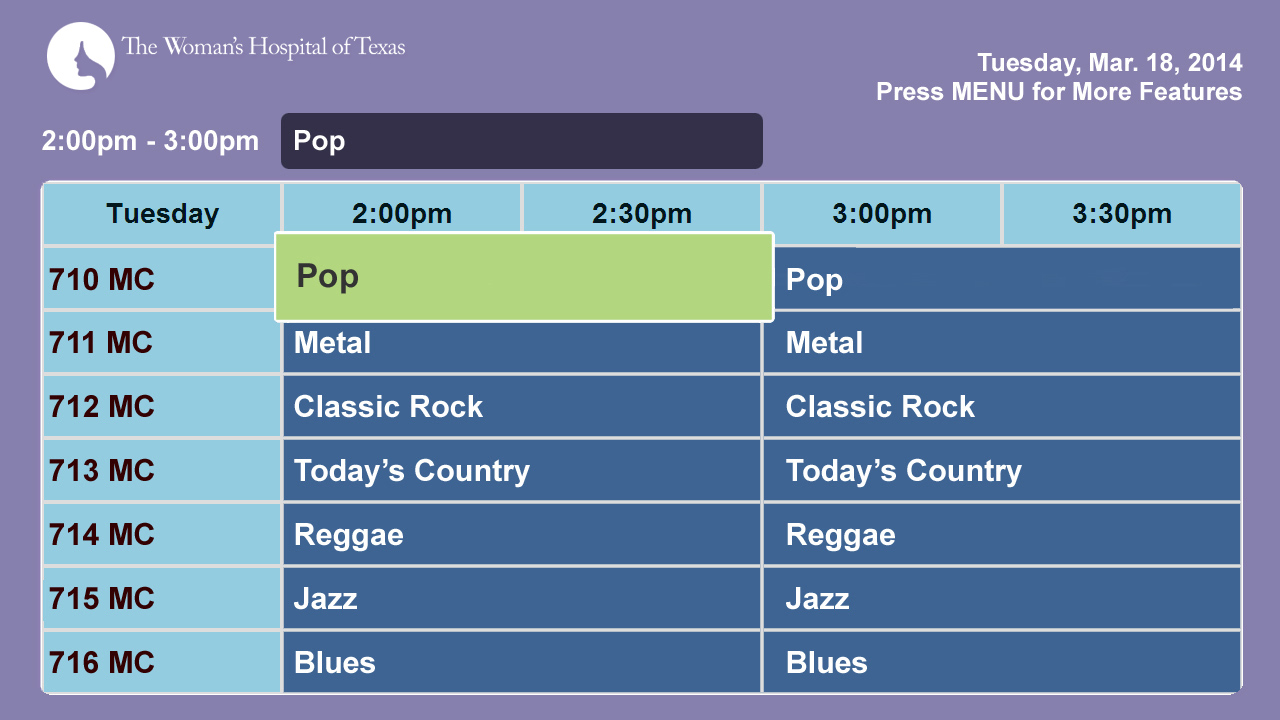 The Woman's Hospital of Texas
Tuesday, Mar. 18, 2014
Press MENU for More Features
2:00pm - 3:00pm Pop
Tuesday 2:00pm 2:30pm 3:00pm 3:30pm
710 MC Pop Pop
711 MC Metal Metal
712 MC Classic Rock Classic Rock
713 MC Today’s Country Today’s Country
714 MC Reggae Reggae
715 MC Jazz Jazz
716 MC Blues Blues